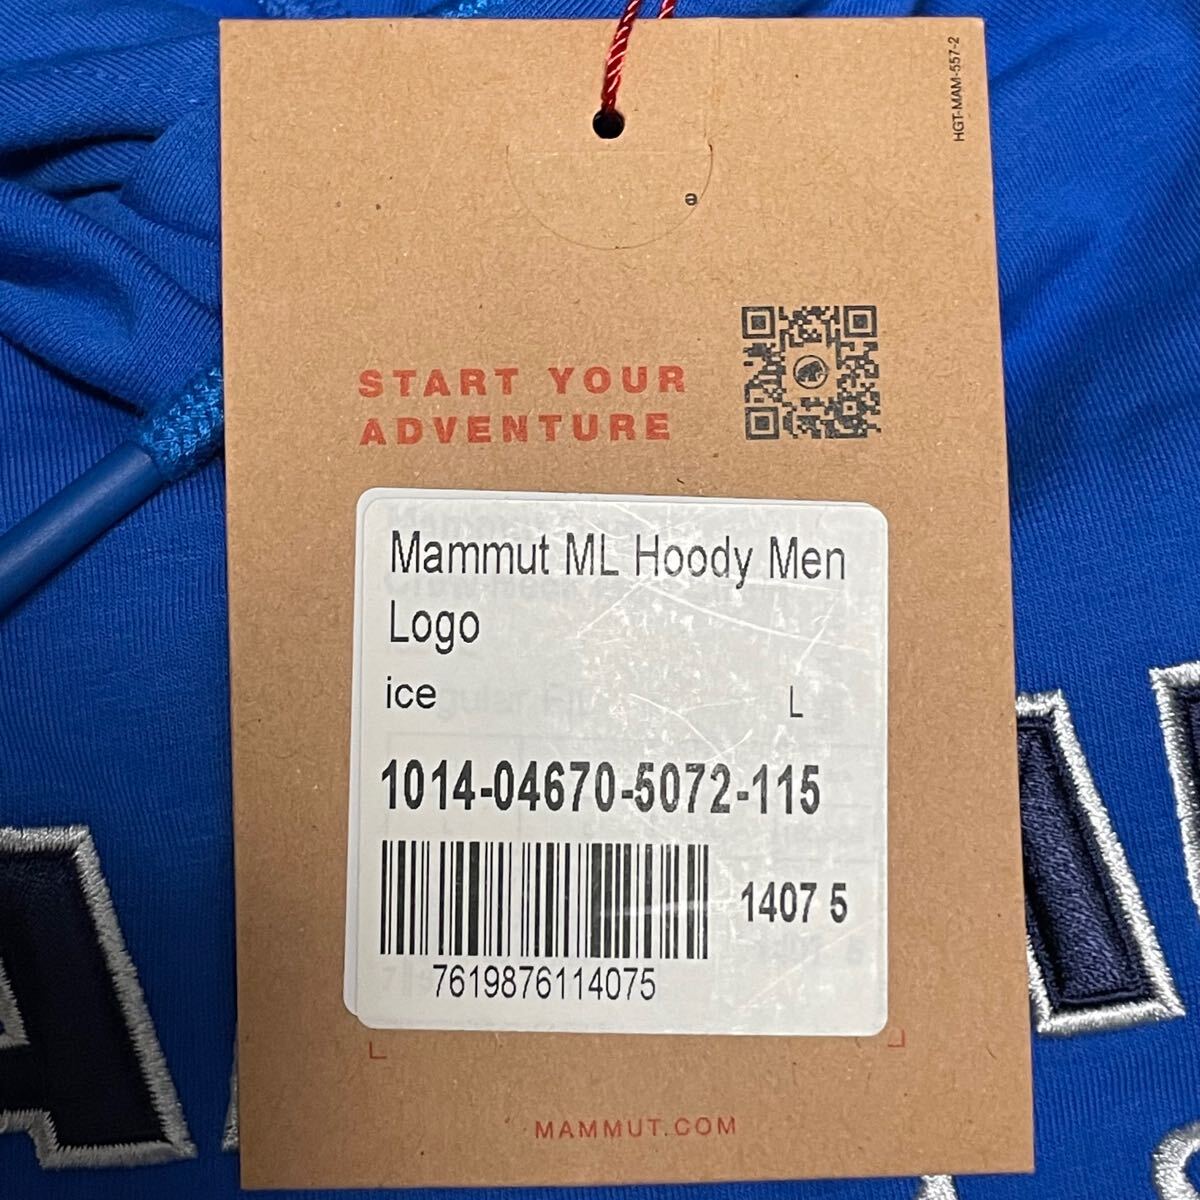 HGT-MAM-557-2
START YOUR
ADVENTURE
Mammut ML Hoody Men
Logo
ice L
1014-04670-5072-115
1407 5
7619876114075
MAMMUT.COM